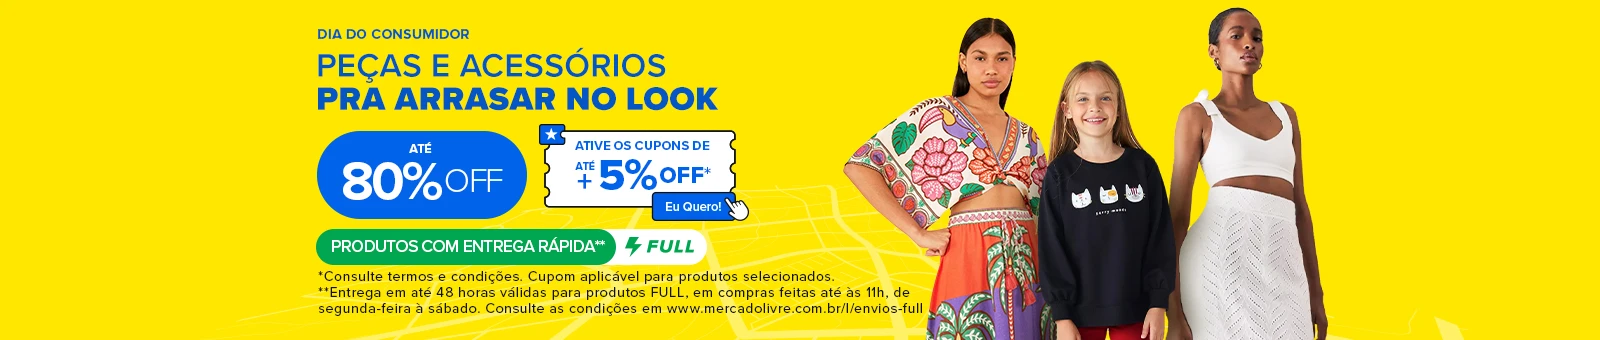 DIA DO CONSUMIDOR
PEÇAS E ACESSÓRIOS
PRA ARRASAR NO LOOK
ATÉ
80% OFF
ATIVE OS CUPONS DE
ATÉ
+ 5% OFF*
Eu Quero!
PRODUTOS COM ENTREGA RÁPIDA** FULL
*Consulte termos e condições. Cupom aplicável para produtos selecionados.
**Entrega em até 48 horas válidas para produtos FULL, em compras feitas até às 11h, de
segunda-feira à sábado. Consulte as condições em www.mercadolivre.com.br/l/envios-full